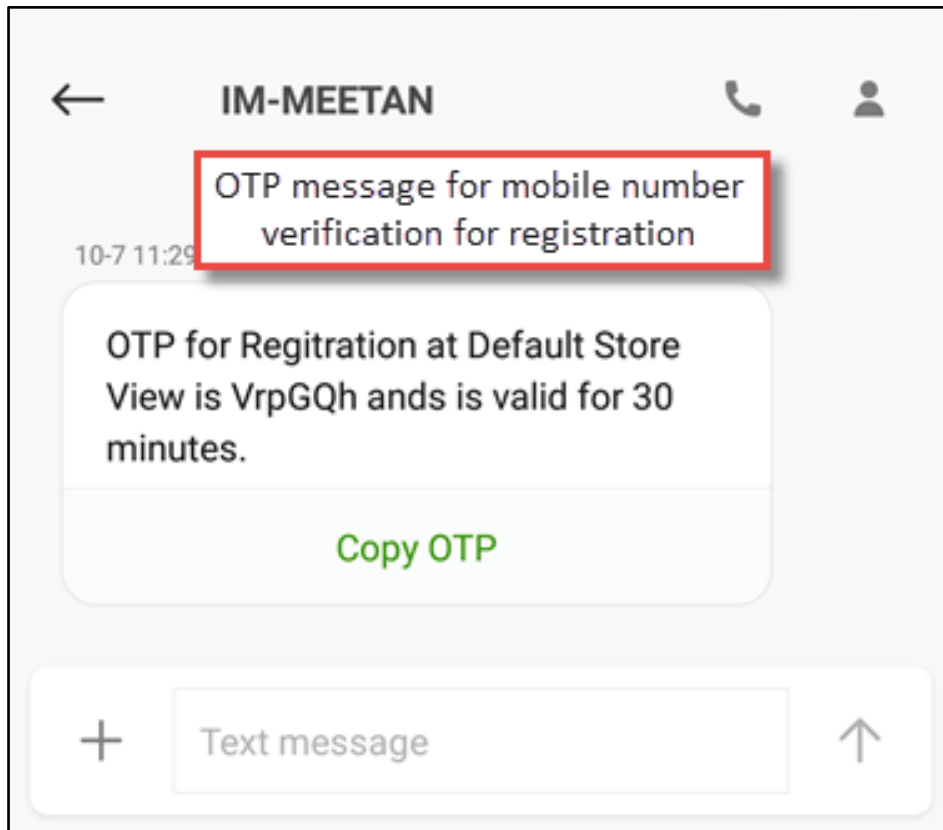 IM-MEETAN
OTP message for mobile number
verification for registration
10-7 11:29
OTP for Regitration at Default Store
View is VrpGQh ands is valid for 30
minutes.
Copy OTP
Text message